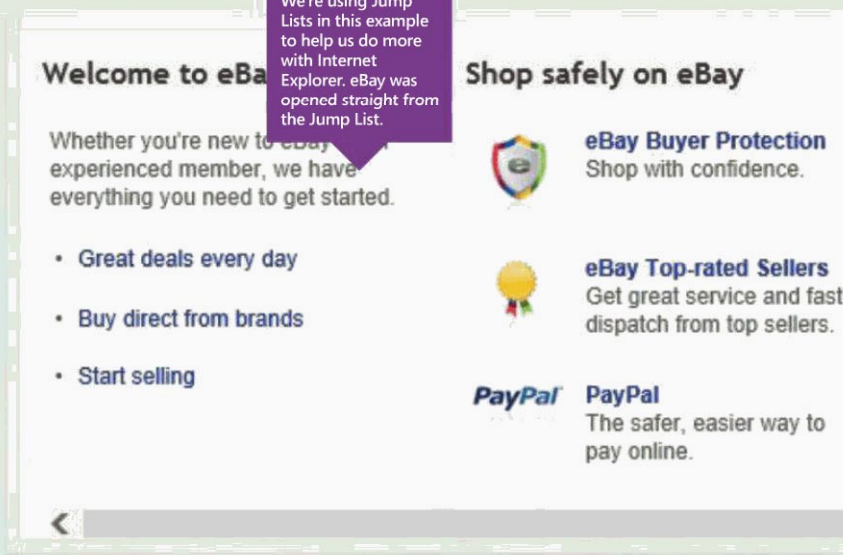 We're using Jump
Lists in this example
to help us do more
with Internet
Explorer. eBay was
opened straight from
the Jump List.
Welcome to eBa
Whether you're new to eBay
experienced member, we have
everything you need to get started.
• Great deals every day
• Buy direct from brands
• Start selling
Shop safely on eBay
eBay Buyer Protection
Shop with confidence.
eBay Top-rated Sellers
Get great service and fast
dispatch from top sellers.
PayPal
PayPal
The safer, easier way to
pay online.